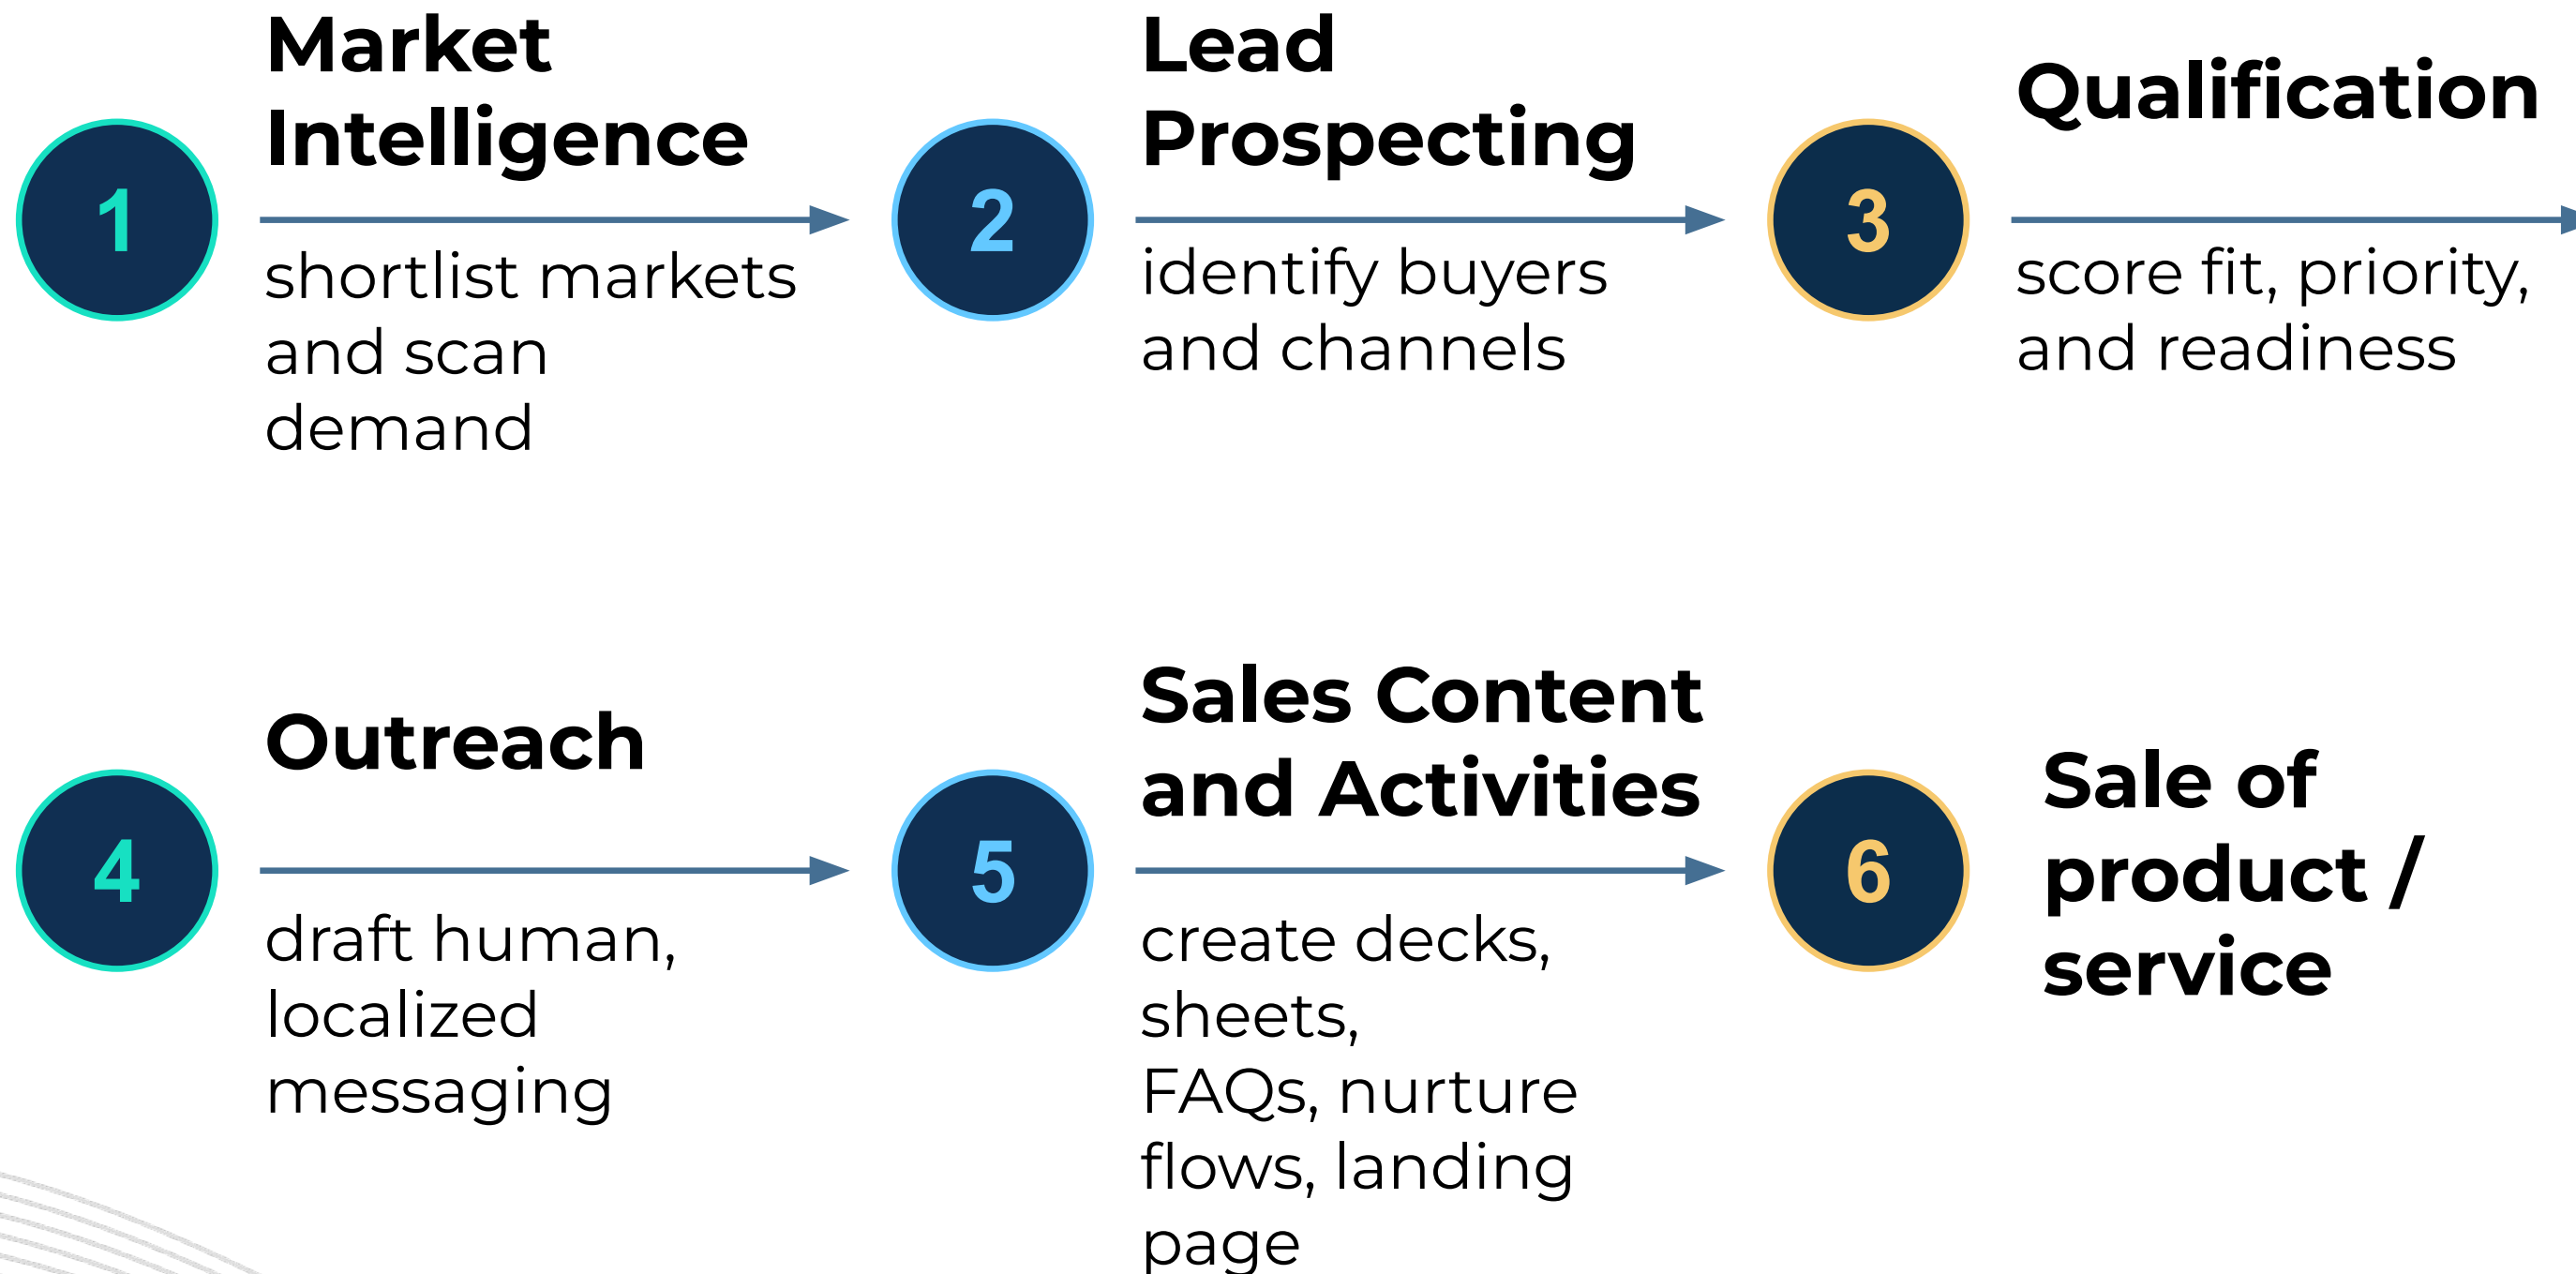 1
Market
Intelligence
shortlist markets
and scan
demand
2
Lead
Prospecting
identify buyers
and channels
3
Qualification
score fit, priority,
and readiness
4
Outreach
draft human,
localized
messaging
5
Sales Content
and Activities
create decks,
sheets,
FAQs, nurture
flows, landing
page
6
Sale of
product /
service